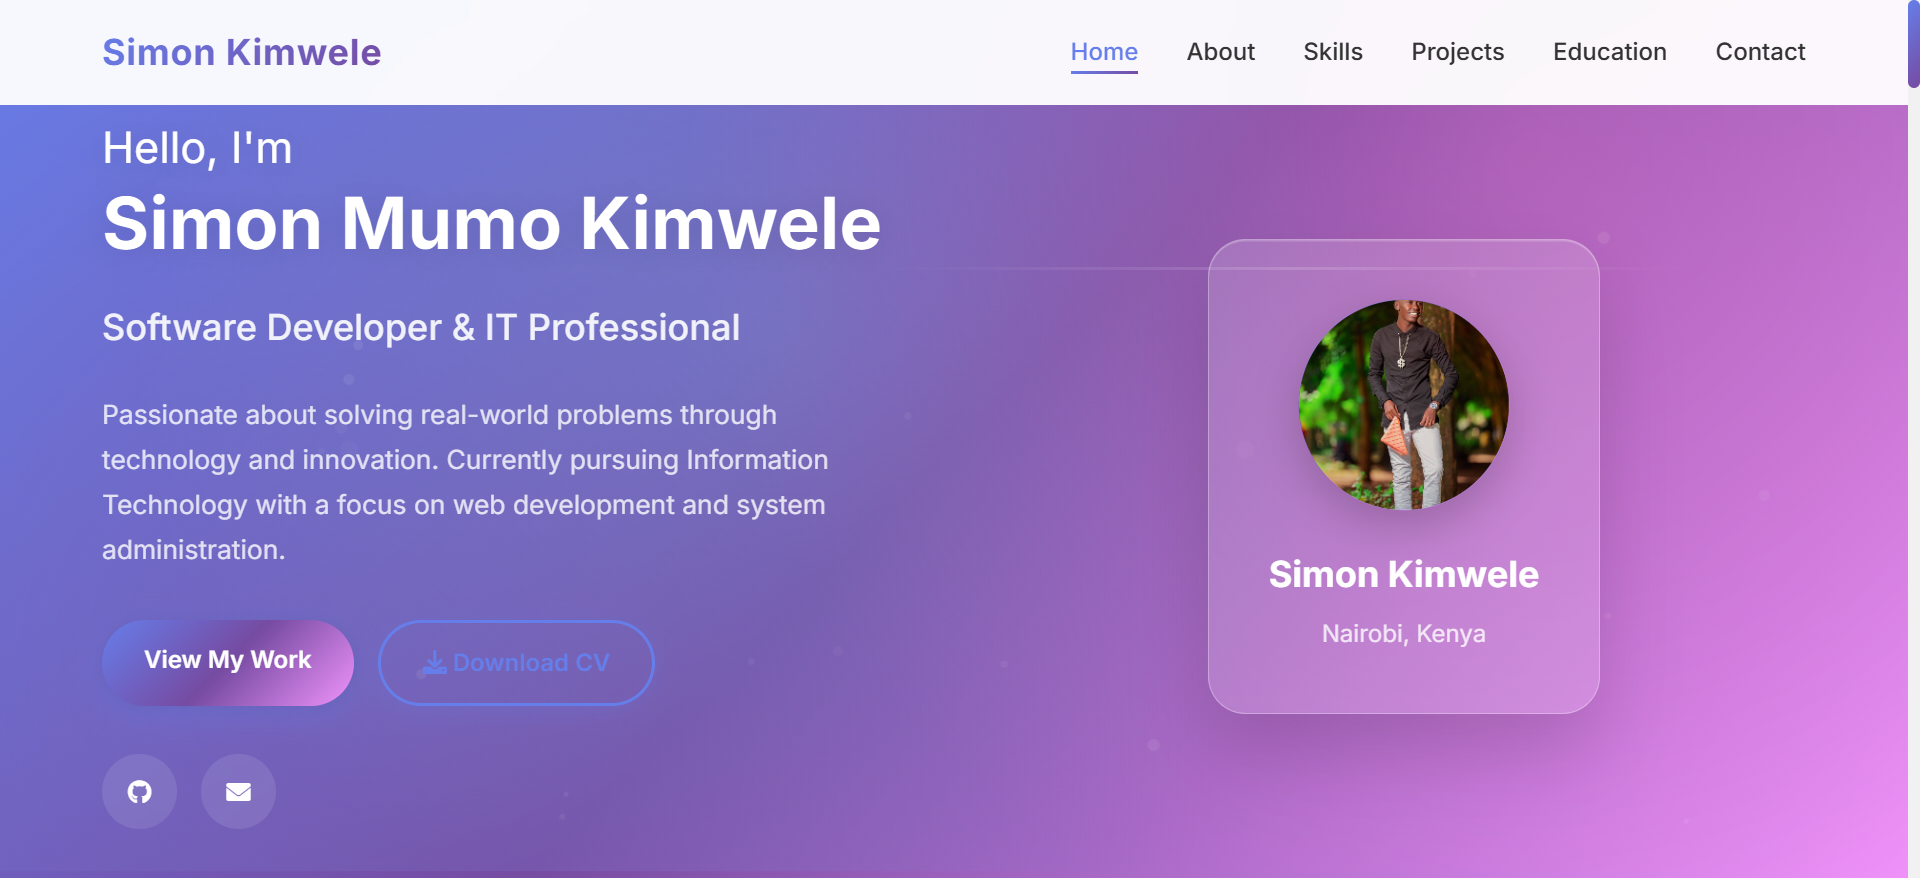 Simon Kimwele
Home About Skills Projects Education Contact
Hello, I'm
Simon Mumo Kimwele
Software Developer & IT Professional
Passionate about solving real-world problems through
technology and innovation. Currently pursuing Information
Technology with a focus on web development and system
administration.
View My Work
Download CV
Simon Kimwele
Nairobi, Kenya